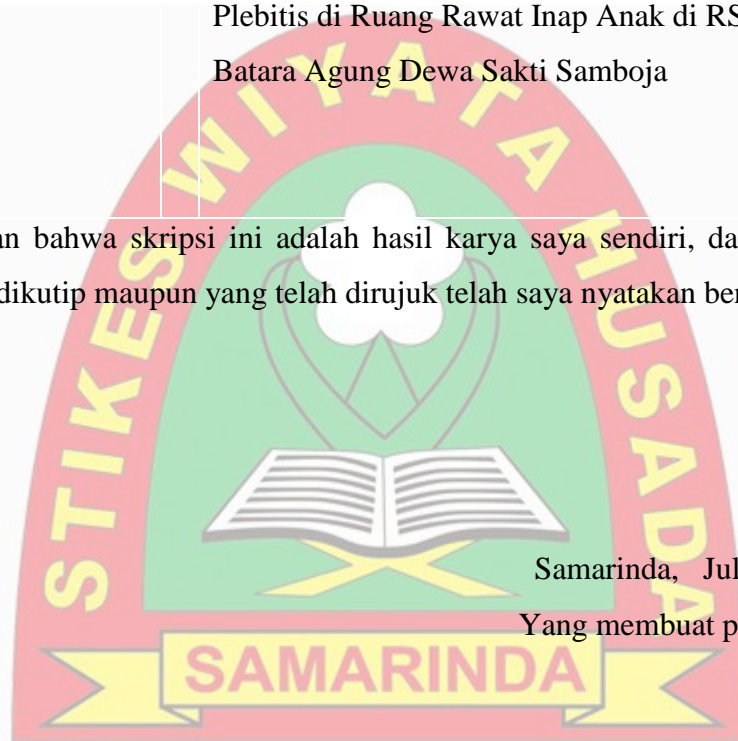 Plebitis di Ruang Rawat Inap Anak di RS
Batara Agung Dewa Sakti Samboja
an bahwa skripsi ini adalah hasil karya saya sendiri, da
dikutip maupun yang telah dirujuk telah saya nyatakan
Samarinda, Jul
Yang membuat p
STIKES WIYATA HUSADA
SAMARINDA